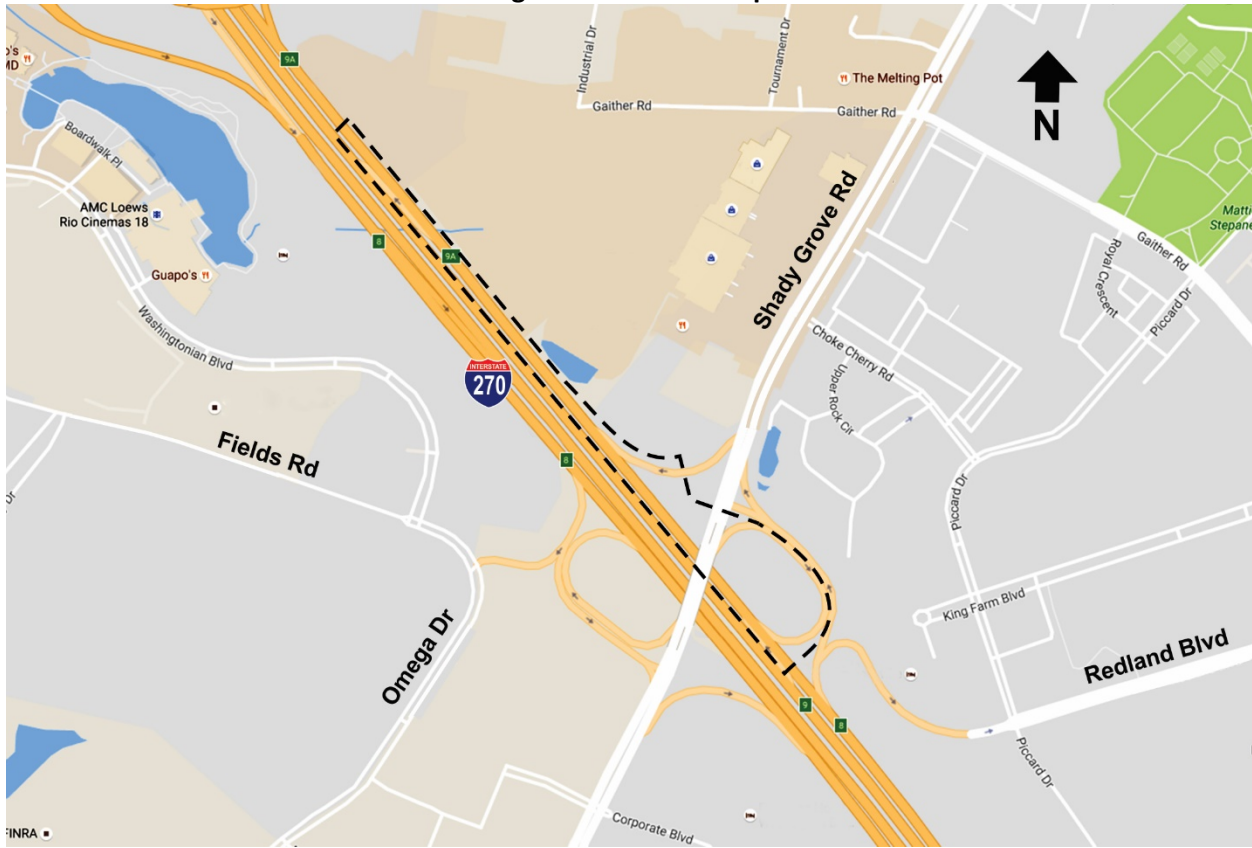 9A
Industrial Dr
Tournament Dr
The Melting Pot
Gaither Rd
Gaither Rd
N
MD
Boardwalk Pl
AMC Loews
Rio Cinemas 18
Guapo's
8
9A
Shady Grove Rd
Royal Crescent
Gaither Rd
Piccard Dr
Washingtonian Blvd
INTERSTATE
270
Choke Cherry Rd
Upper Rock Cir
Fields Rd
8
Piccard Dr
King Farm Blvd
Omega Dr
Redland Blvd
9
8
Piccard Dr
Corporate Blvd
FINRA